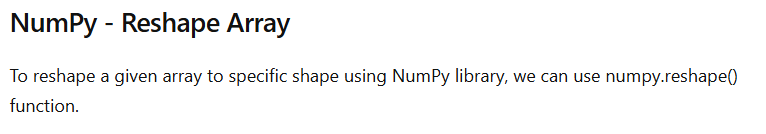 NumPy - Reshape Array
To reshape a given array to specific shape using NumPy library, we can use numpy.reshape()
function.